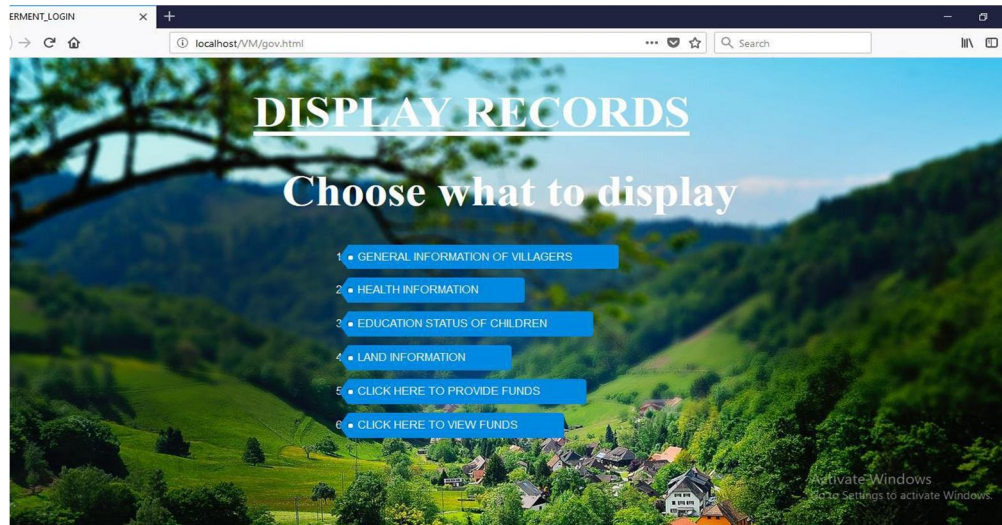 ERMENT_LOGIN
localhost/VM/gov.html
Search
DISPLAY RECORDS
Choose what to display
1 GENERAL INFORMATION OF VILLAGERS
2 HEALTH INFORMATION
3 EDUCATION STATUS OF CHILDREN
4 LAND INFORMATION
5 CLICK HERE TO PROVIDE FUNDS
6 CLICK HERE TO VIEW FUNDS
Activate Windows
Go to Settings to activate Windows.